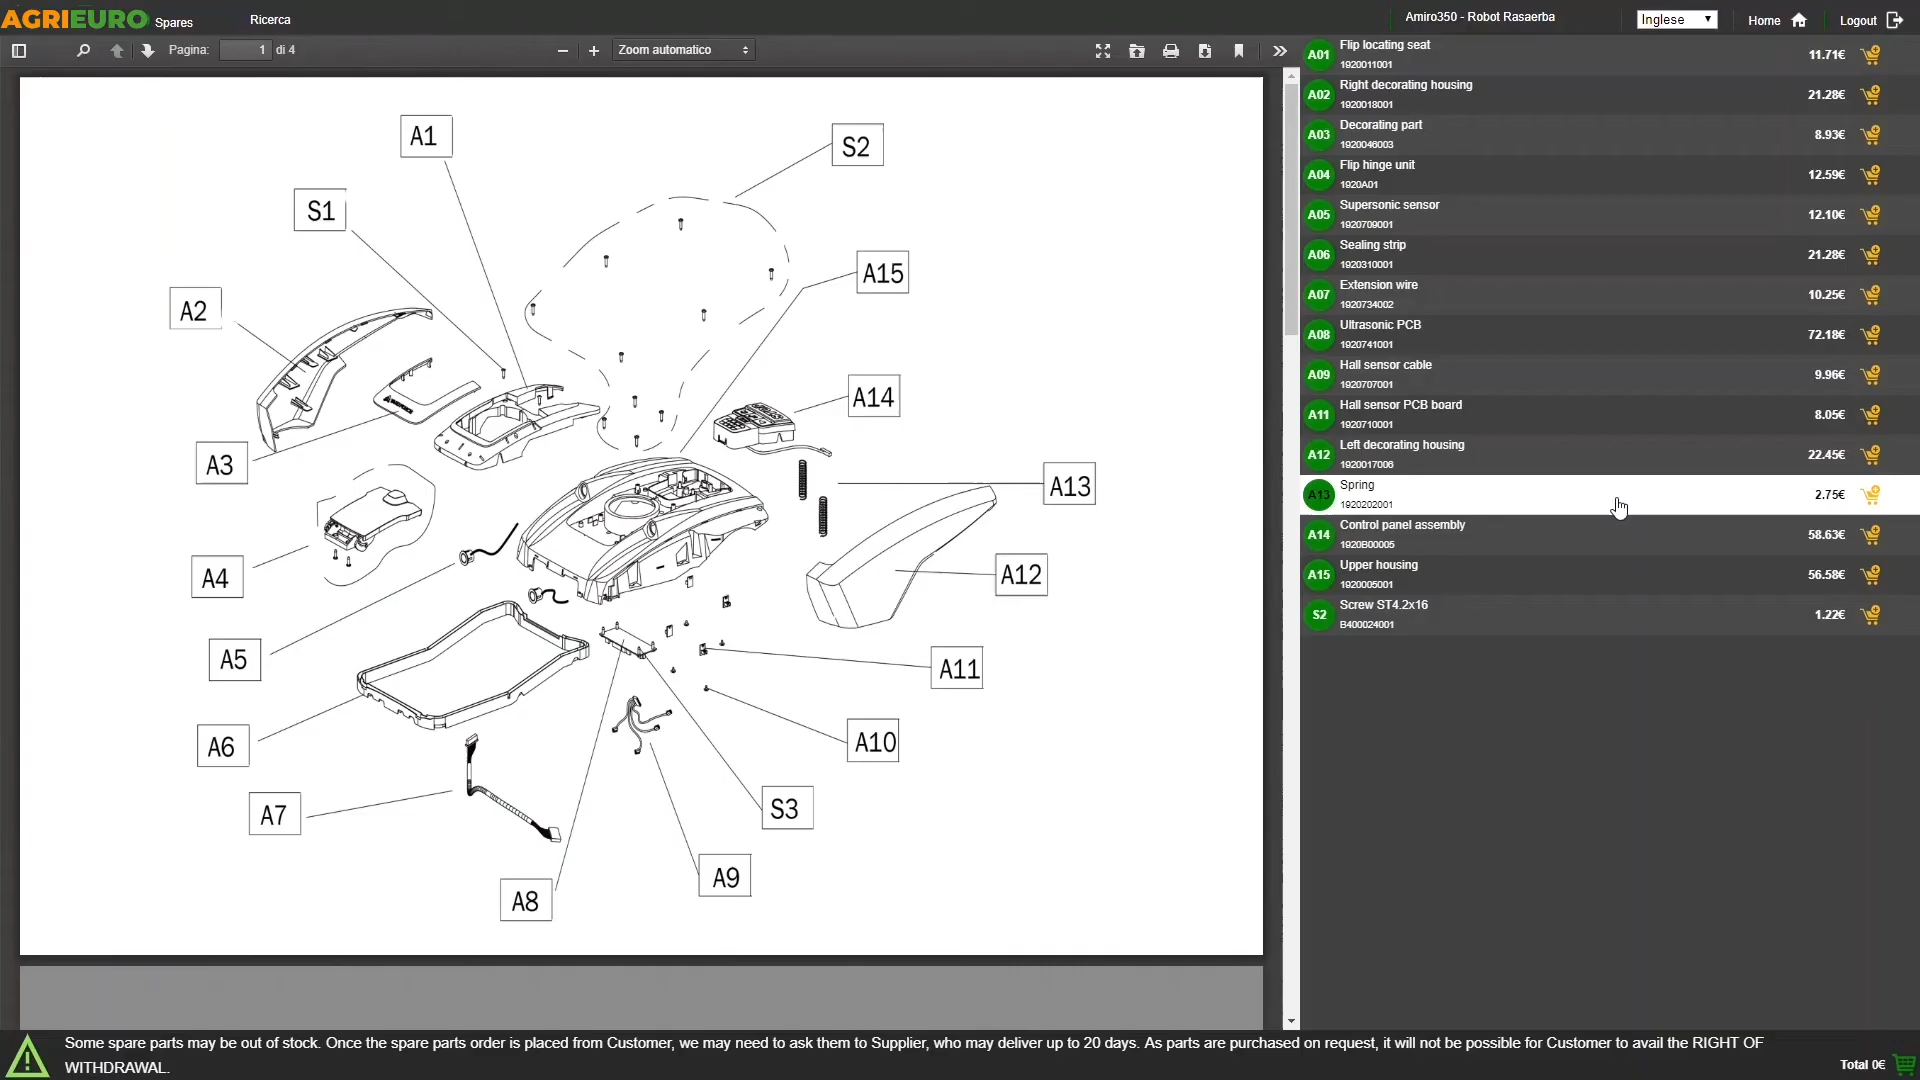 AGRIEURO Spares
Ricerca
Amiro350 - Robot Rasaerba
Inglese
Home
Logout
Pagina: 1 di 4
Zoom automatico
A1
S2
S1
A15
A2
A14
A3
A13
A4
A12
A5
A11
A6
A10
A7
S3
A9
A8
A01 Flip locating seat 11.71€
1920011001
A02 Right decorating housing 21.28€
1920018001
A03 Decorating part 8.93€
1920046003
A04 Flip hinge unit 12.59€
1920A01
A05 Supersonic sensor 12.10€
1920709001
A06 Sealing strip 21.28€
1920310001
A07 Extension wire 10.25€
1920734002
A08 Ultrasonic PCB 72.18€
1920741001
A09 Hall sensor cable 9.96€
1920707001
A11 Hall sensor PCB board 8.05€
1920710001
A12 Left decorating housing 22.45€
1920017006
A13 Spring 2.75€
1920202001
A14 Control panel assembly 58.63€
1920B00005
A15 Upper housing 56.58€
1920005001
S2 Screw ST4.2x16 1.22€
B400024001
Some spare parts may be out of stock. Once the spare parts order is placed from Customer, we may need to ask them to Supplier, who may deliver up to 20 days. As parts are purchased on request, it will not be possible for Customer to avail the RIGHT OF
WITHDRAWAL.
Total 0€